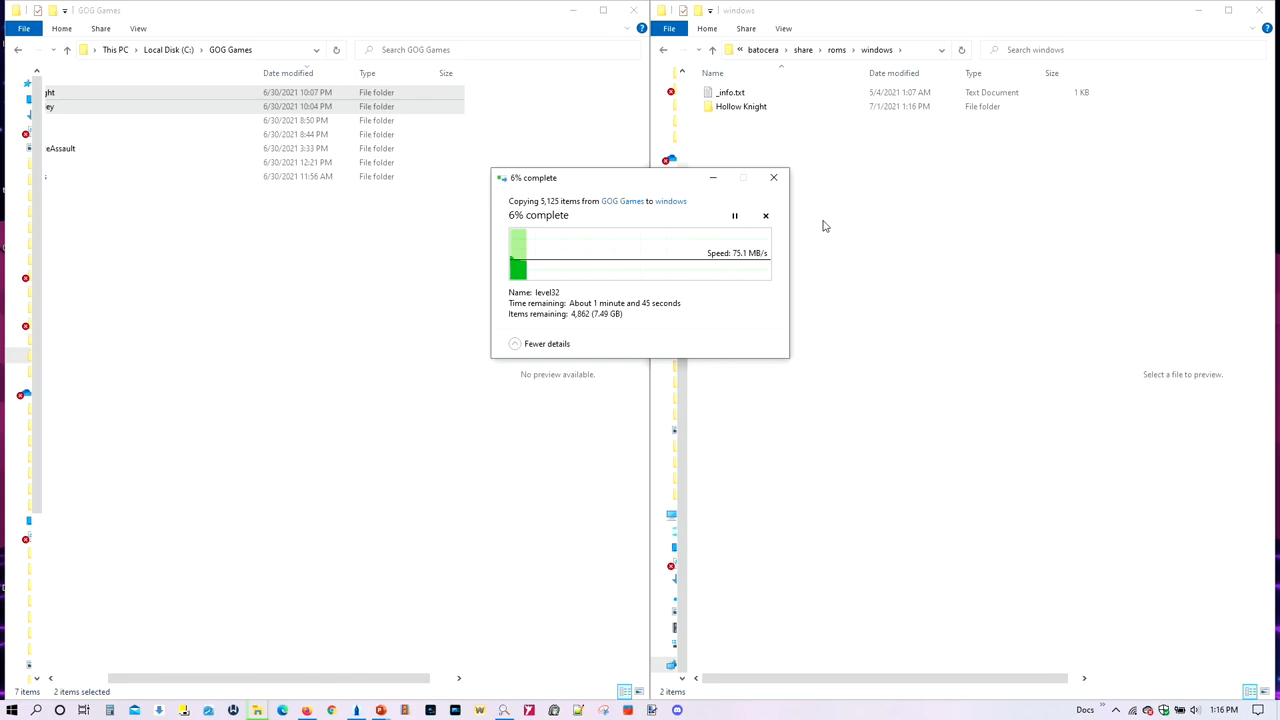 GOG Games
File Home Share View
This PC Local Disk (C:) GOG Games
Search GOG Games
Date modified Type Size
ght 6/30/2021 10:07 PM File folder
ey 6/30/2021 10:04 PM File folder
6/30/2021 8:50 PM File folder
6/30/2021 8:44 PM File folder
eAssault 6/30/2021 3:33 PM File folder
6/30/2021 12:21 PM File folder
s 6/30/2021 11:56 AM File folder
No preview available.
7 items 2 items selected
windows
File Home Share View
« batocera share roms windows
Search windows
Name Date modified Type Size
_info.txt 5/4/2021 1:07 AM Text Document 1 KB
Hollow Knight 7/1/2021 1:16 PM File folder
Select a file to preview.
2 items
6% complete
Copying 5,125 items from GOG Games to windows
6% complete
Speed: 75.1 MB/s
Name: level32
Time remaining: About 1 minute and 45 seconds
Items remaining: 4,862 (7.49 GB)
Fewer details
Docs » 1:16 PM